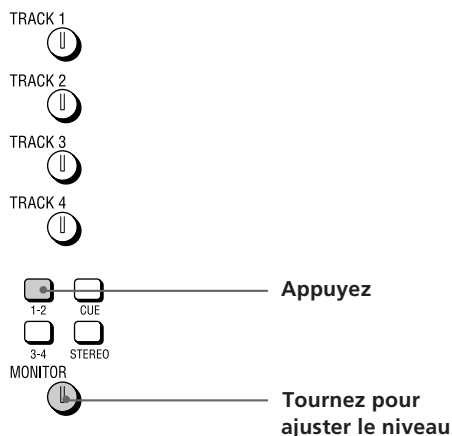 TRACK 1
TRACK 2
TRACK 3
TRACK 4
Appuyez
1-2 CUE
3-4 STEREO
MONITOR
Tournez pour
ajuster le niveau